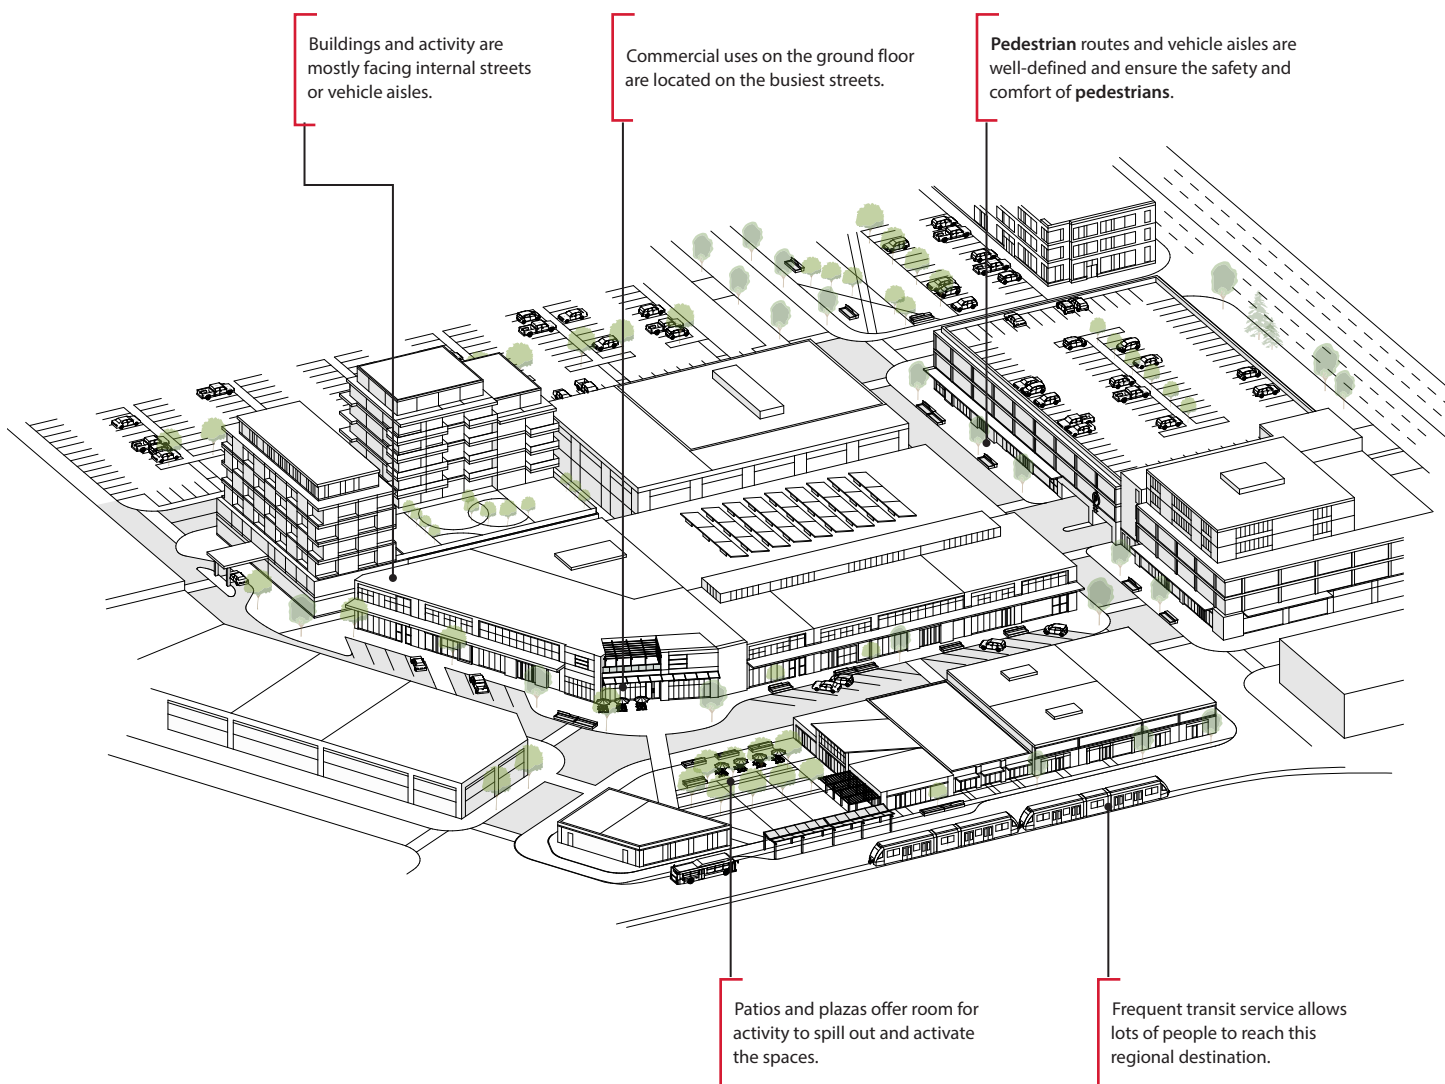 Buildings and activity are
mostly facing internal streets
or vehicle aisles.
Commercial uses on the ground floor
are located on the busiest streets.
Pedestrian routes and vehicle aisles are
well-defined and ensure the safety and
comfort of pedestrians.
Patios and plazas offer room for
activity to spill out and activate
the spaces.
Frequent transit service allows
lots of people to reach this
regional destination.